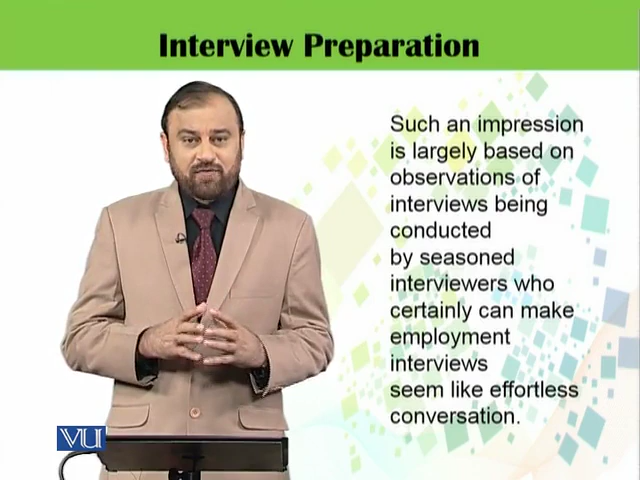 Interview Preparation
Such an impression
is largely based on
observations of
interviews being
conducted
by seasoned
interviewers who
certainly can make
employment
interviews
seem like effortless
conversation.
VU